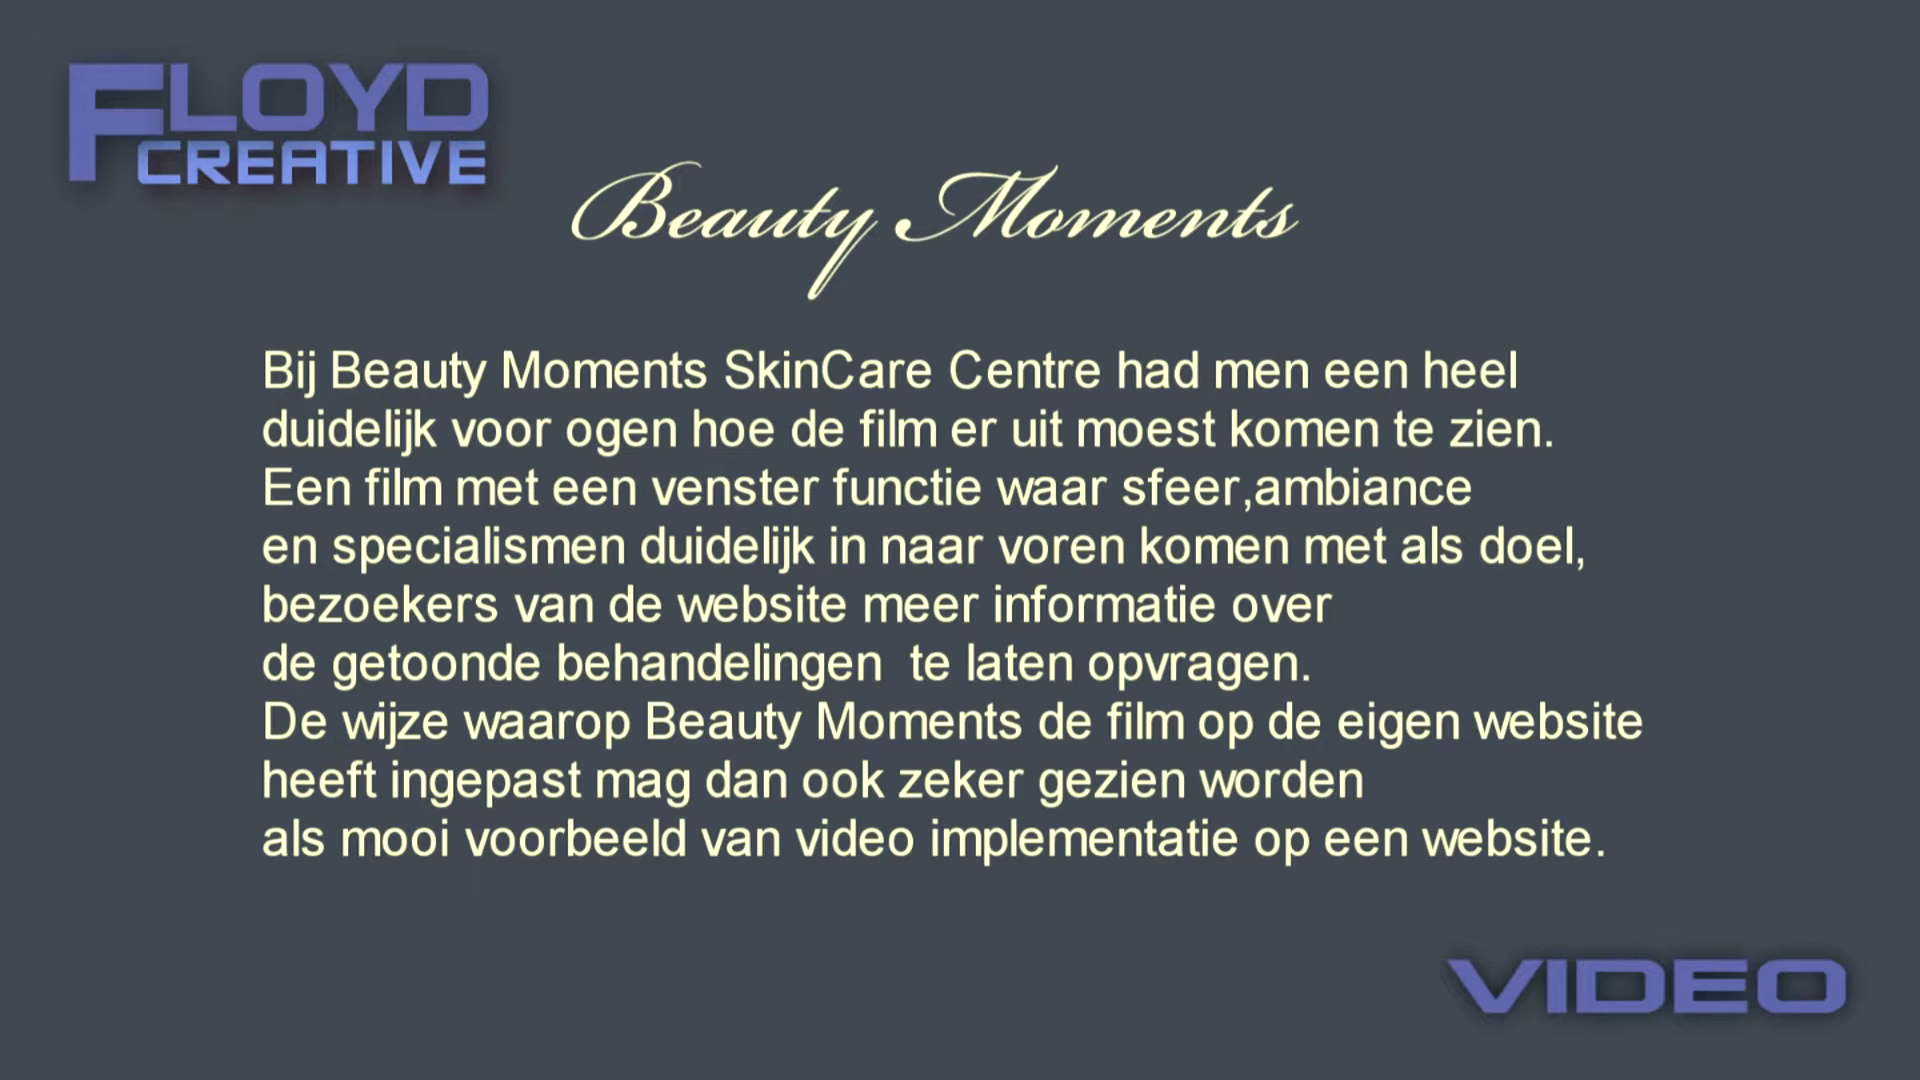 FLOYD
CREATIVE
Beauty Moments
Bij Beauty Moments SkinCare Centre had men een heel
duidelijk voor ogen hoe de film er uit moest komen te zien.
Een film met een venster functie waar sfeer,ambiance
en specialismen duidelijk in naar voren komen met als doel,
bezoekers van de website meer informatie over
de getoonde behandelingen  te laten opvragen.
De wijze waarop Beauty Moments de film op de eigen website
heeft ingepast mag dan ook zeker gezien worden
als mooi voorbeeld van video implementatie op een website.
VIDEO